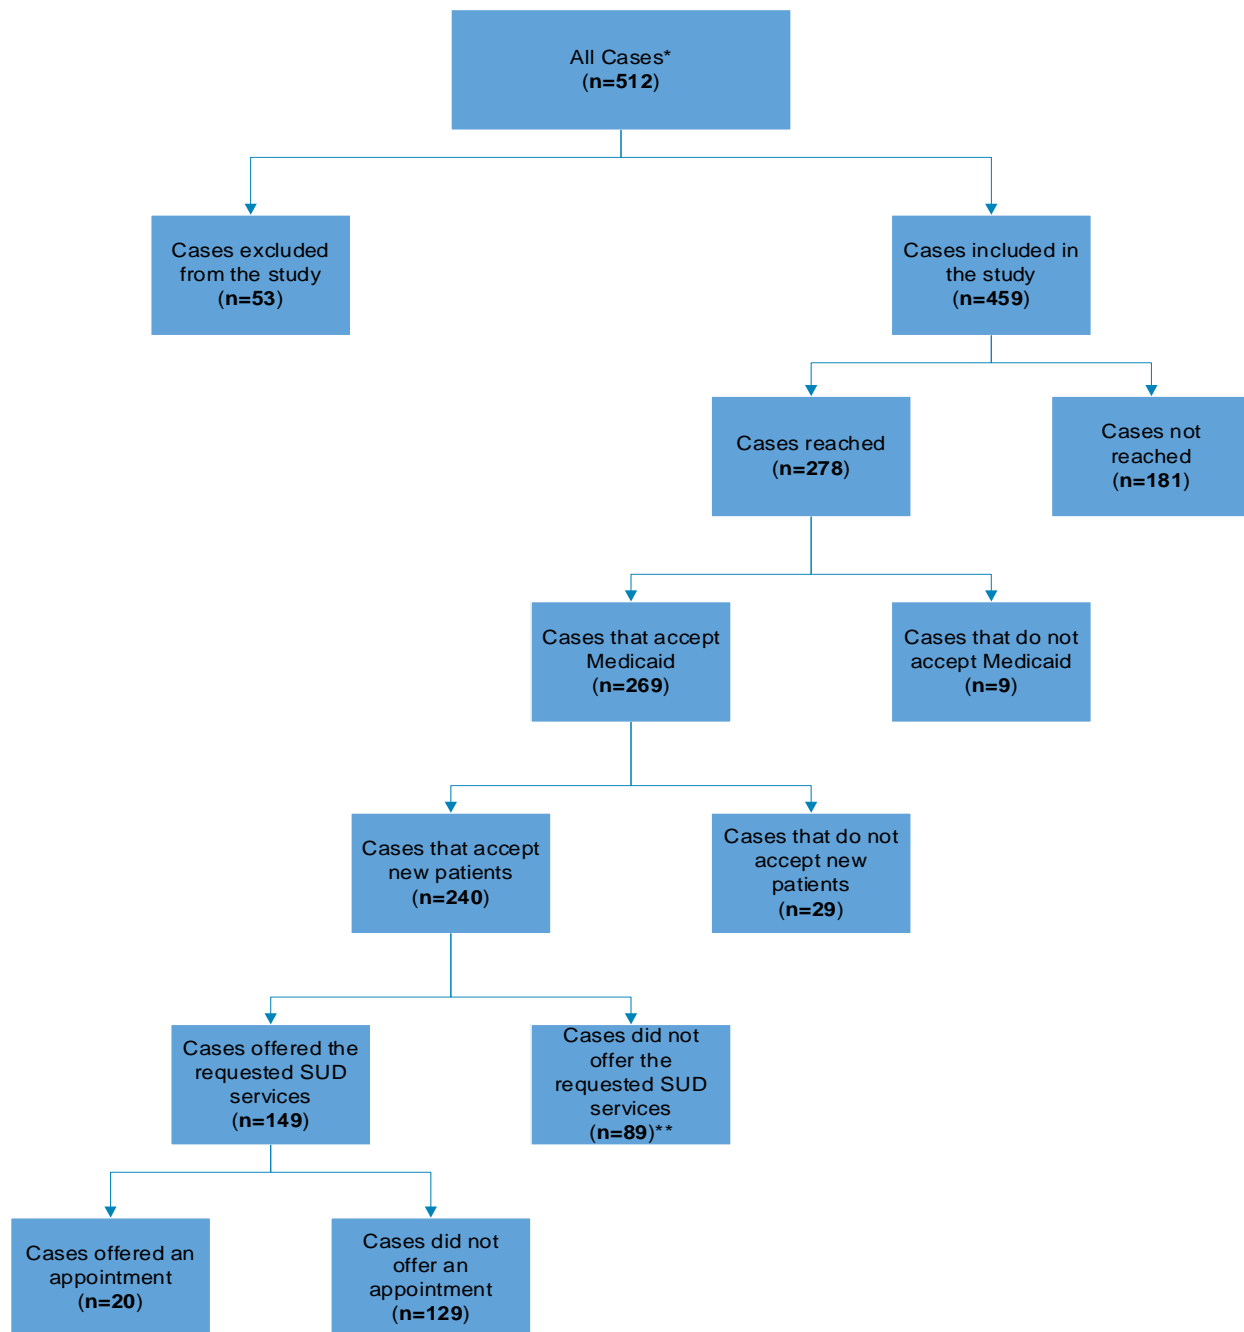 All Cases*
(n=512)
Cases excluded
from the study
(n=53)
Cases included in
the study
(n=459)
Cases reached
(n=278)
Cases not
reached
(n=181)
Cases that accept
Medicaid
(n=269)
Cases that do not
accept Medicaid
(n=9)
Cases that accept
new patients
(n=240)
Cases that do not
accept new
patients
(n=29)
Cases offered the
requested SUD
services
(n=149)
Cases did not
offer the
requested SUD
services
(n=89)**
Cases offered an
appointment
(n=20)
Cases did not
offer an
appointment
(n=129)